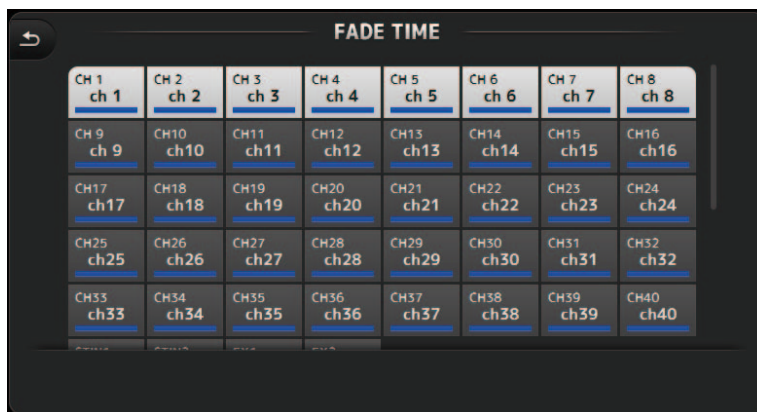 FADE TIME
CH 1 CH 2 CH 3 CH 4 CH 5 CH 6 CH 7 CH 8
ch 1 ch 2 ch 3 ch 4 ch 5 ch 6 ch 7 ch 8
CH 9 CH10 CH11 CH12 CH13 CH14 CH15 CH16
ch 9 ch10 ch11 ch12 ch13 ch14 ch15 ch16
CH17 CH18 CH19 CH20 CH21 CH22 CH23 CH24
ch17 ch18 ch19 ch20 ch21 ch22 ch23 ch24
CH25 CH26 CH27 CH28 CH29 CH30 CH31 CH32
ch25 ch26 ch27 ch28 ch29 ch30 ch31 ch32
CH33 CH34 CH35 CH36 CH37 CH38 CH39 CH40
ch33 ch34 ch35 ch36 ch37 ch38 ch39 ch40